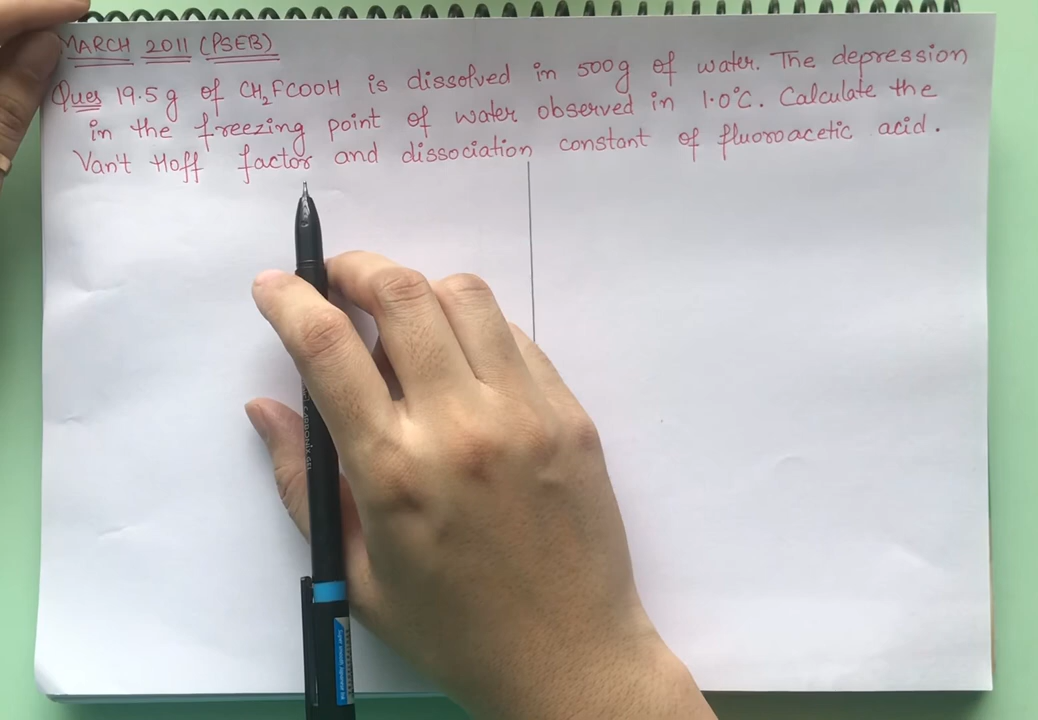 MARCH 2011 (PSEB)
Ques 19.5 g of CH₂FCOOH is dissolved in 500g of water. The depression
in the freezing point of water observed in 1.0°C. Calculate the
Van't Hoff factor and dissociation constant of fluoroacetic acid.